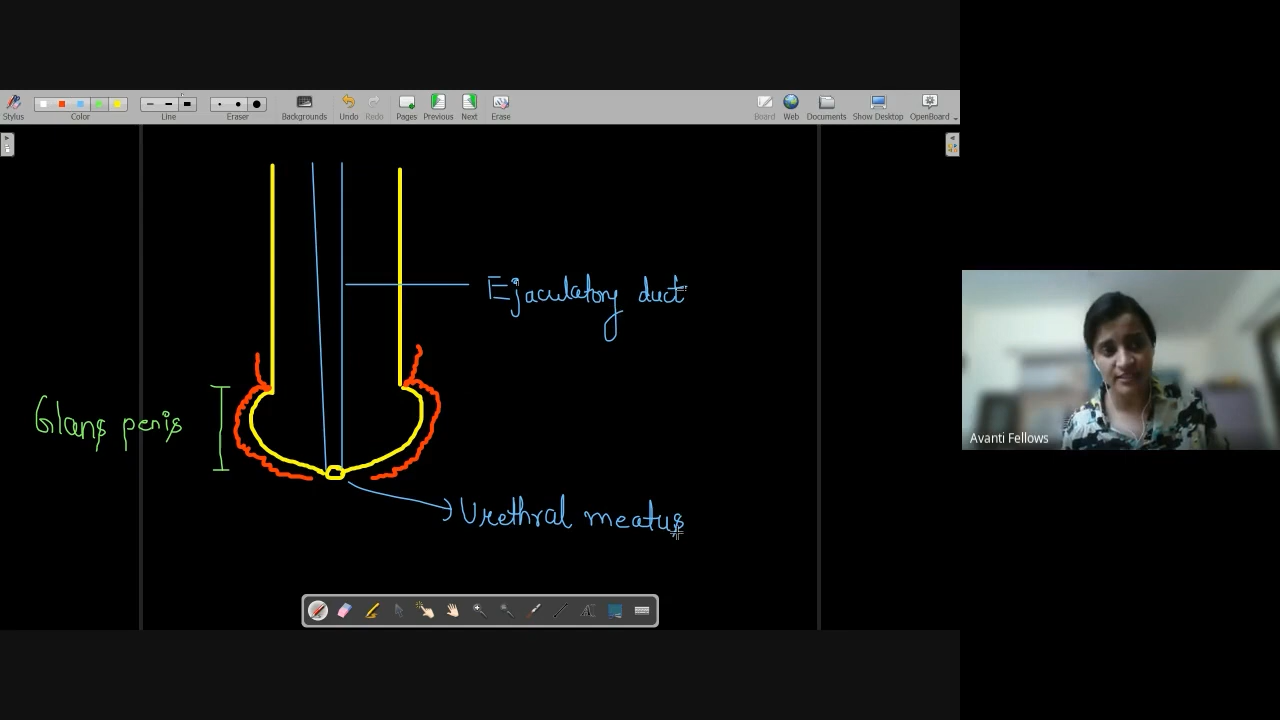 Stylus
Color
Line
Eraser
Backgrounds
Undo
Redo
Pages
Previous
Next
Erase
Board
Web
Documents
Show Desktop
OpenBoard
Ejaculatory duct
Glans penis
Urethral meatus
Avanti Fellows